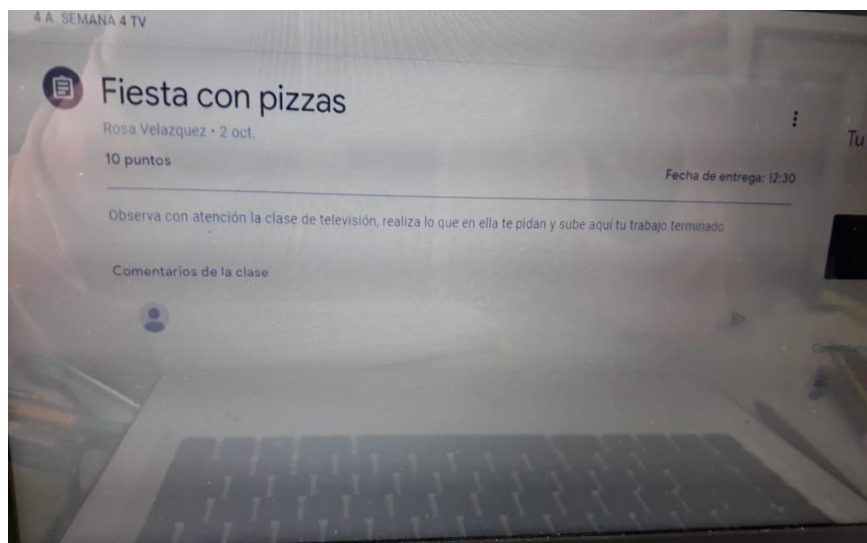 4 A. SEMANA 4 TV
Fiesta con pizzas
Rosa Velazquez • 2 oct.
Tu
10 puntos
Fecha de entrega: 12:30
Observa con atención la clase de televisión, realiza lo que en ella te pidan y sube aquí tu trabajo terminado
Comentarios de la clase